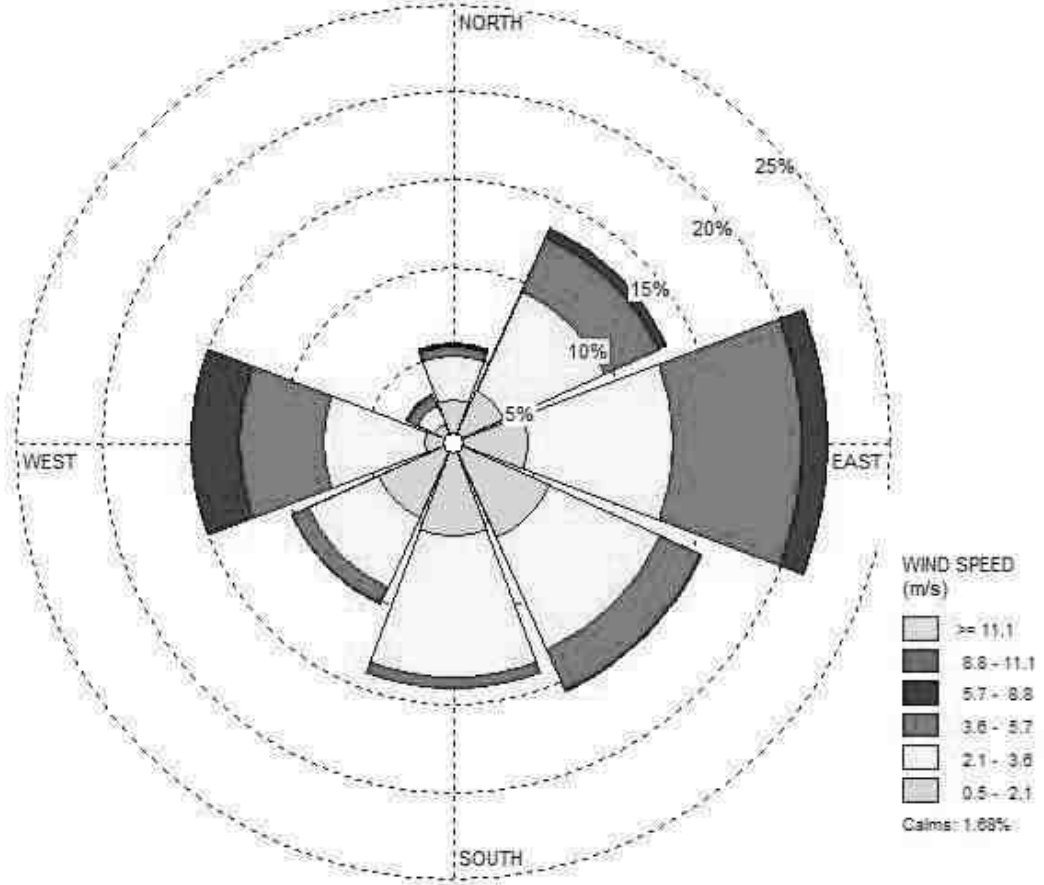 NORTH
25%
20%
15%
10%
5%
WEST
EAST
SOUTH
WIND SPEED
(m/s)
>= 11.1
8.8 - 11.1
5.7 - 8.8
3.6 - 5.7
2.1 - 3.6
0.5 - 2.1
Calms: 1.68%